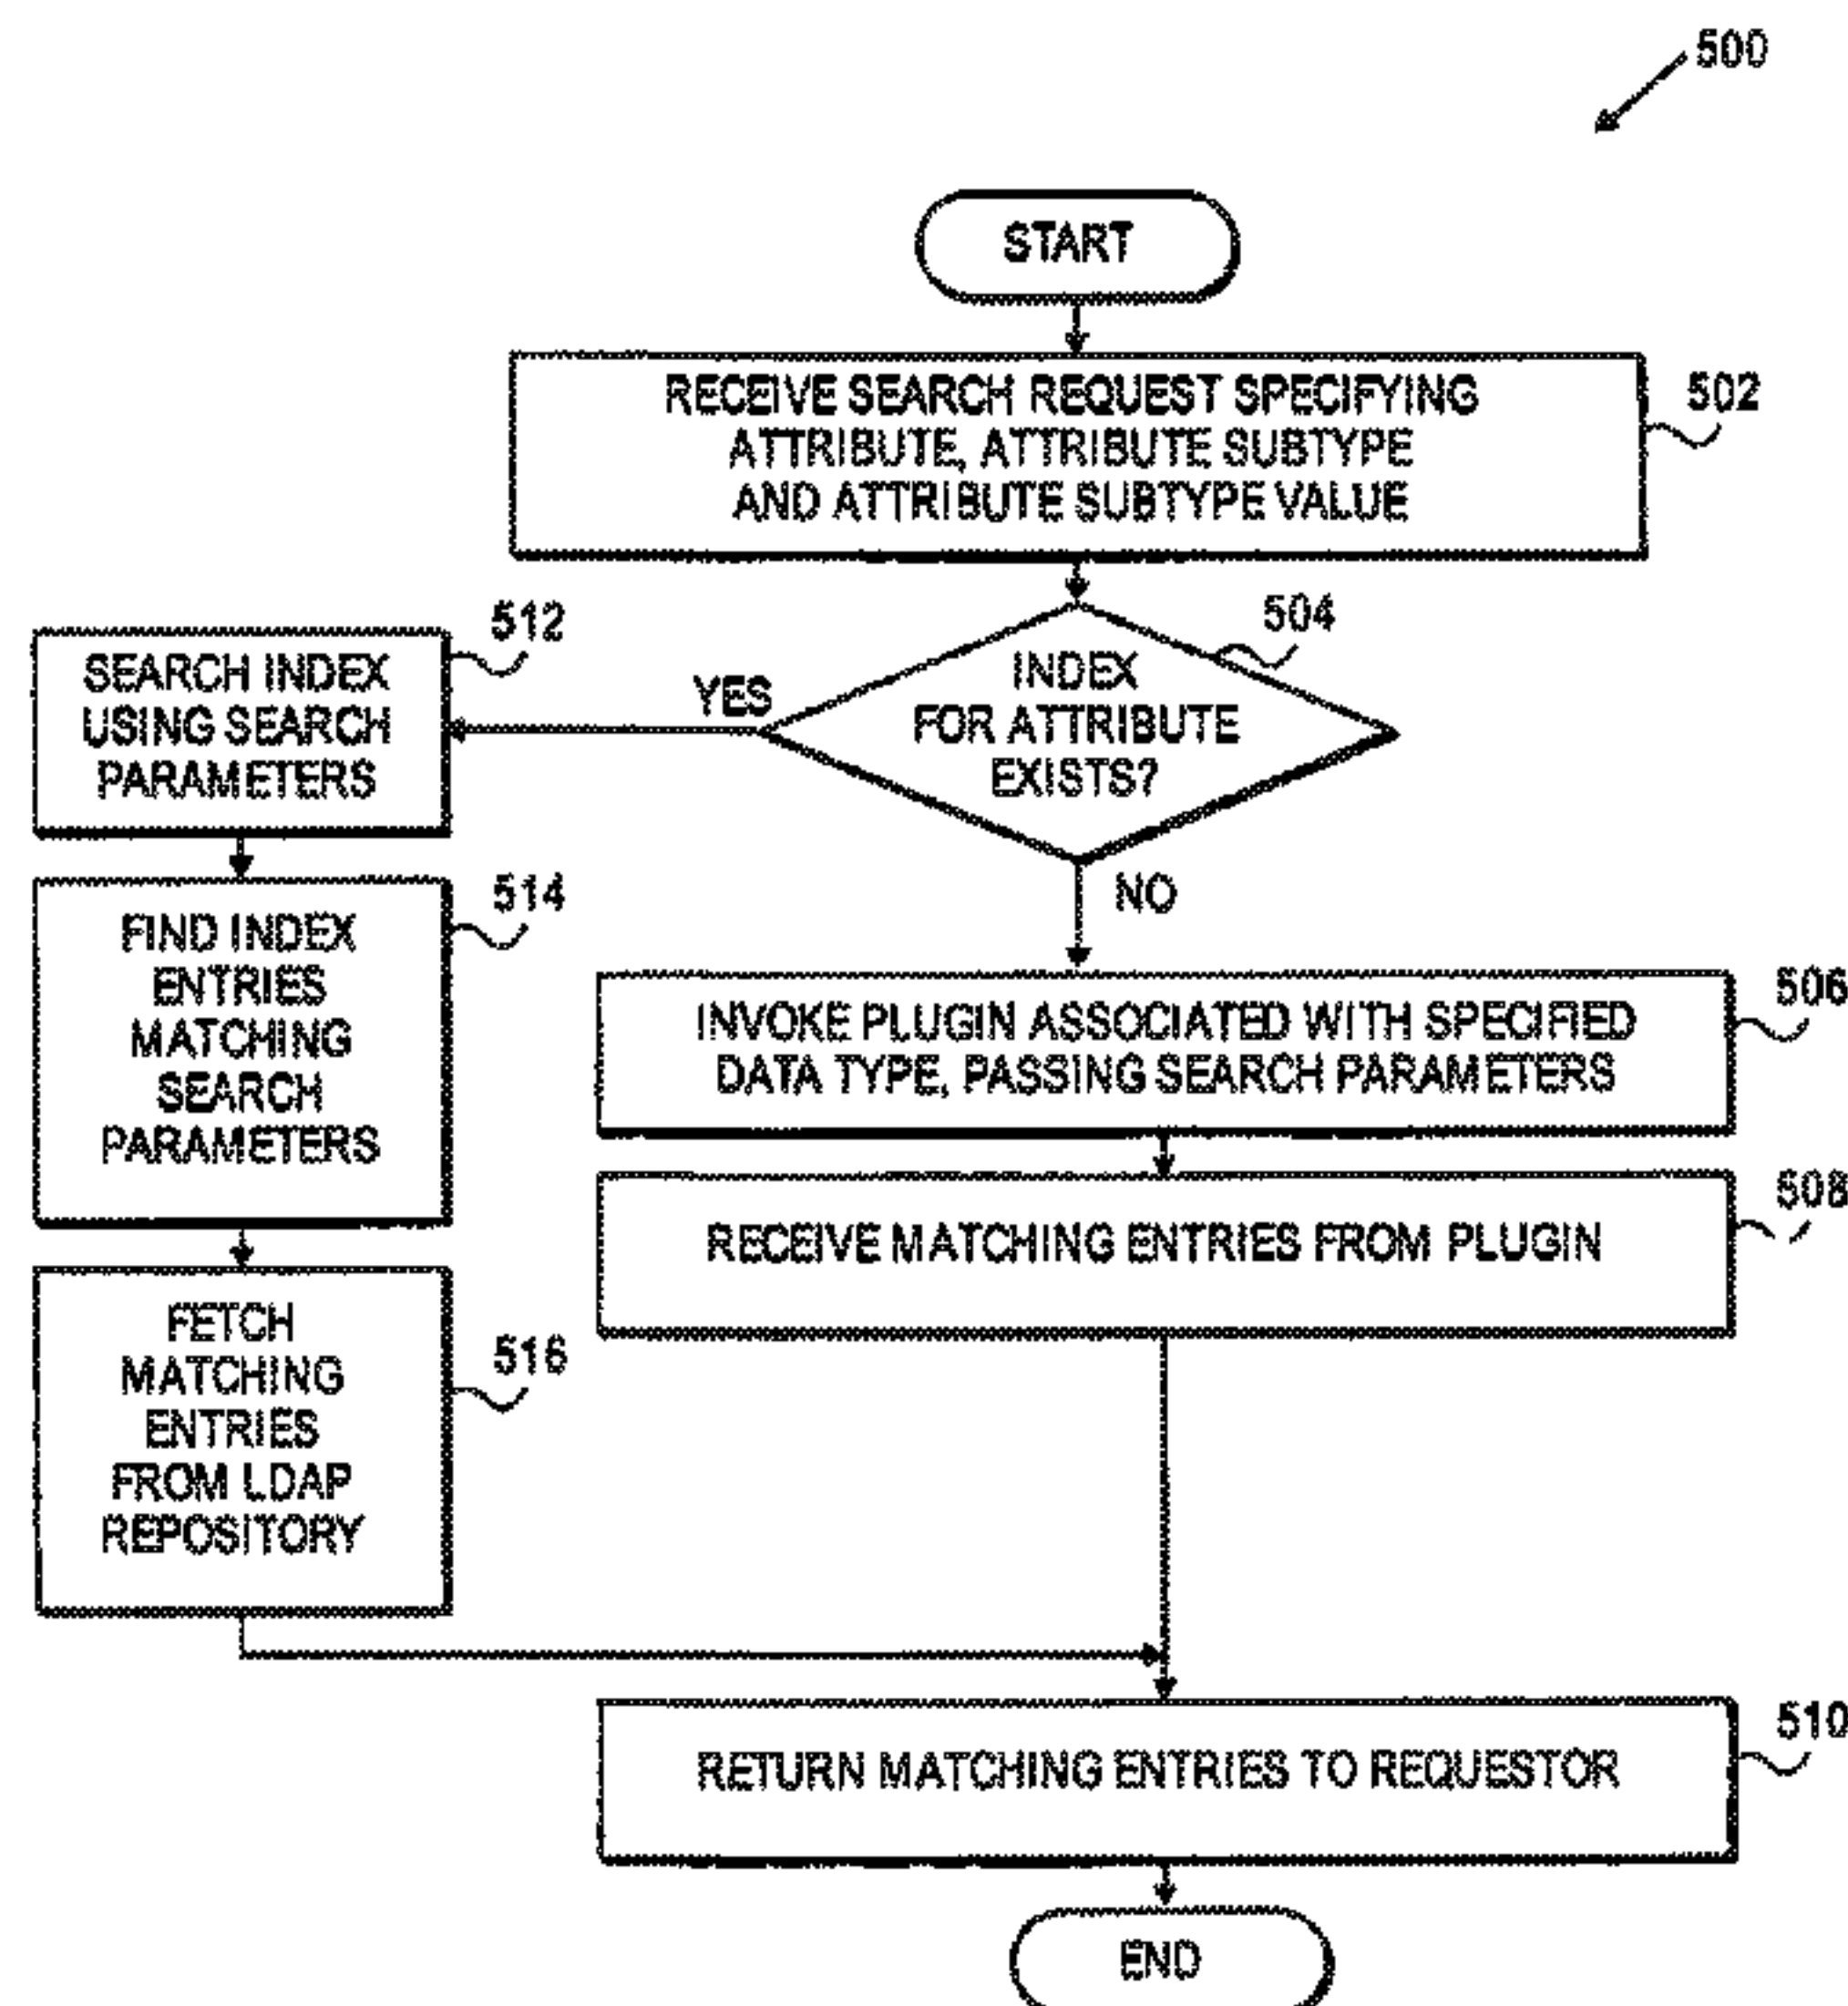 500
START
RECEIVE SEARCH REQUEST SPECIFYING
ATTRIBUTE, ATTRIBUTE SUBTYPE
AND ATTRIBUTE SUBTYPE VALUE
502
504
INDEX
FOR ATTRIBUTE
EXISTS?
YES
NO
512
SEARCH INDEX
USING SEARCH
PARAMETERS
514
FIND INDEX
ENTRIES
MATCHING
SEARCH
PARAMETERS
516
FETCH
MATCHING
ENTRIES
FROM LDAP
REPOSITORY
506
INVOKE PLUGIN ASSOCIATED WITH SPECIFIED
DATA TYPE, PASSING SEARCH PARAMETERS
508
RECEIVE MATCHING ENTRIES FROM PLUGIN
510
RETURN MATCHING ENTRIES TO REQUESTOR
END